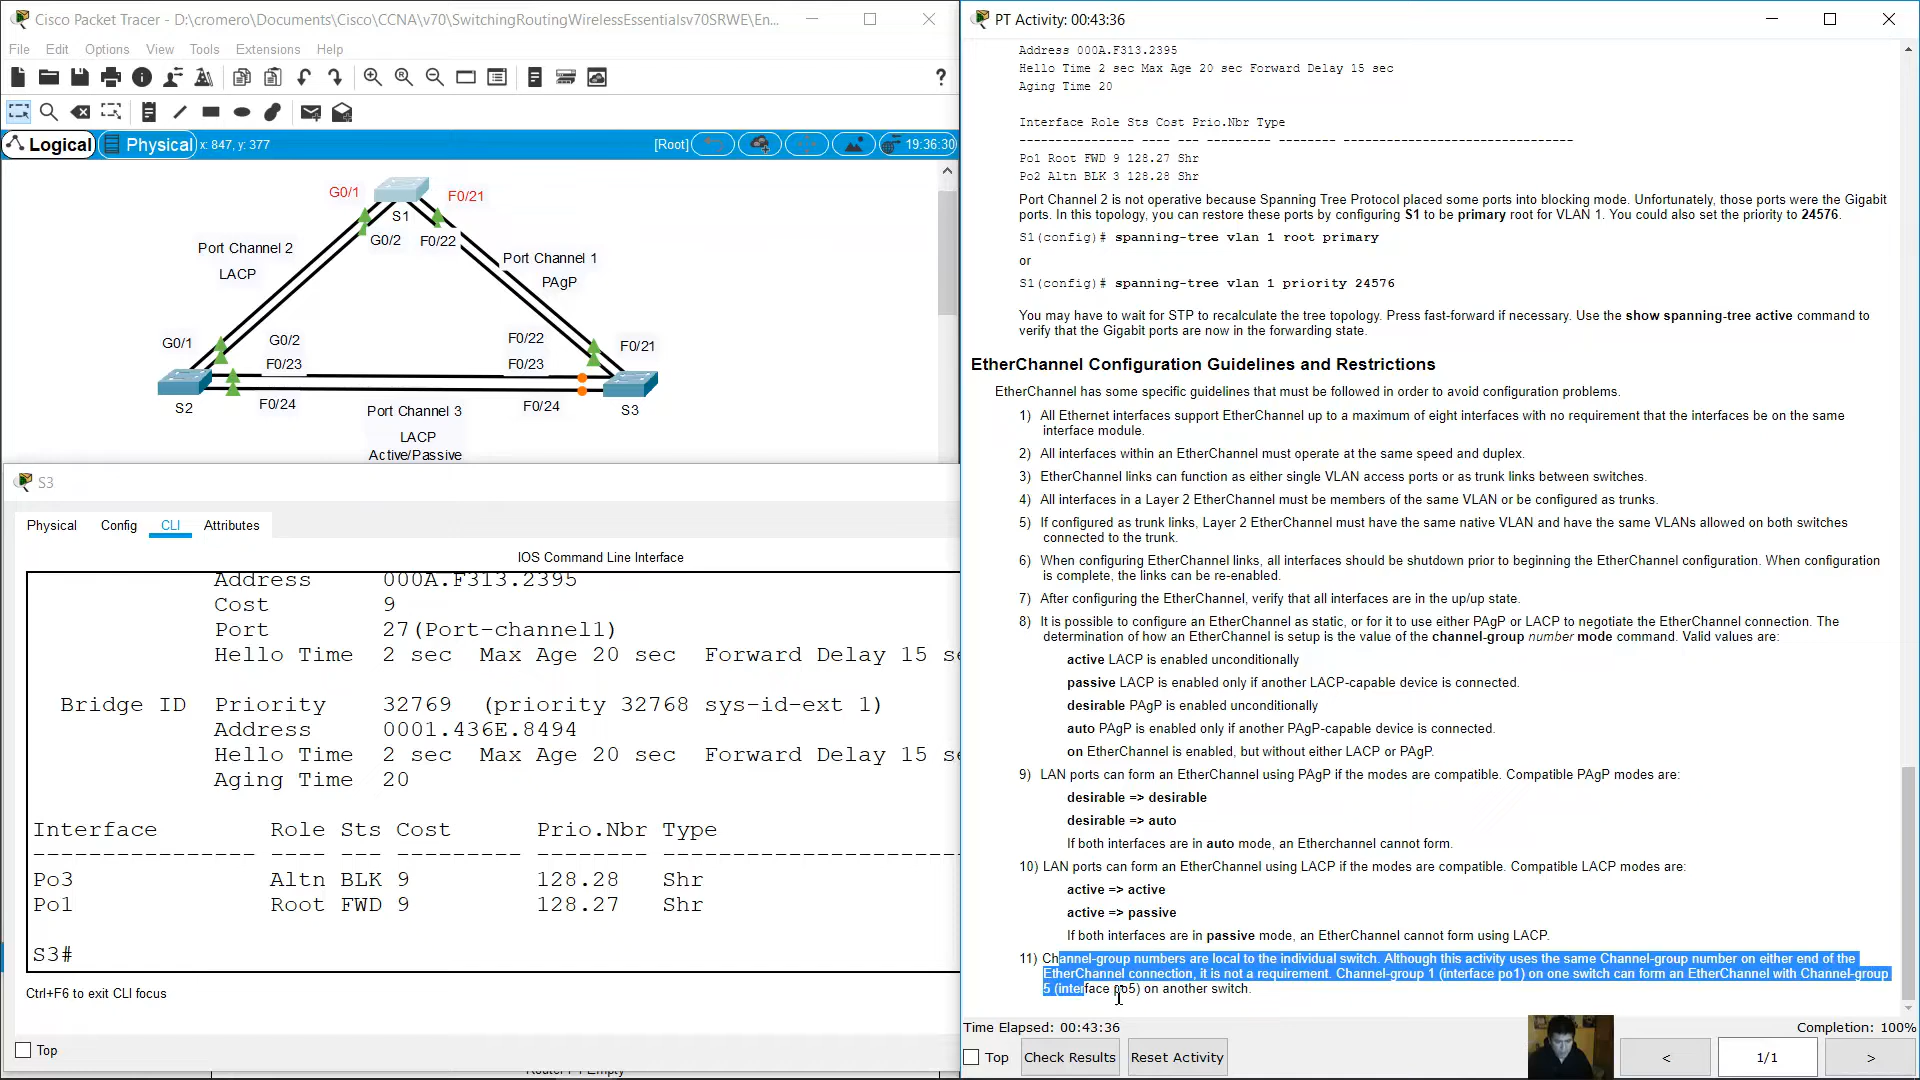 Cisco Packet Tracer - D:\cromero\Documents\Cisco\CCNA\v70\SwitchingRoutingWirelessEssentialsv70SRWE\En...
File Edit Options View Tools Extensions Help
Logical Physical x: 847, y: 377 [Root] 19:36:30
G0/1 F0/21
S1
G0/2 F0/22
Port Channel 2
LACP
Port Channel 1
PAgP
G0/1 G0/2 F0/22 F0/21
F0/23 F0/23
S2 F0/24 F0/24 S3
Port Channel 3
LACP
Active/Passive
S3
Physical Config CLI Attributes
IOS Command Line Interface
Address 000A.F313.2395
Cost 9
Port 27(Port-channel1)
Hello Time 2 sec Max Age 20 sec Forward Delay 15 se
Bridge ID Priority 32769 (priority 32768 sys-id-ext 1)
Address 0001.436E.8494
Hello Time 2 sec Max Age 20 sec Forward Delay 15 se
Aging Time 20
Interface Role Sts Cost Prio.Nbr Type
---------------- ---- --- --------- -------- --------------------
Po3 Altn BLK 9 128.28 Shr
Po1 Root FWD 9 128.27 Shr
S3#
Ctrl+F6 to exit CLI focus
Top
PT Activity: 00:43:36
Address 000A.F313.2395
Hello Time 2 sec Max Age 20 sec Forward Delay 15 sec
Aging Time 20
Interface Role Sts Cost Prio.Nbr Type
---------------- ---- --- --------- -------- --------------------------------
Po1 Root FWD 9 128.27 Shr
Po2 Altn BLK 3 128.28 Shr
Port Channel 2 is not operative because Spanning Tree Protocol placed some ports into blocking mode. Unfortunately, those ports were the Gigabit
ports. In this topology, you can restore these ports by configuring S1 to be primary root for VLAN 1. You could also set the priority to 24576.
S1(config)# spanning-tree vlan 1 root primary
or
S1(config)# spanning-tree vlan 1 priority 24576
You may have to wait for STP to recalculate the tree topology. Press fast-forward if necessary. Use the show spanning-tree active command to
verify that the Gigabit ports are now in the forwarding state.
EtherChannel Configuration Guidelines and Restrictions
EtherChannel has some specific guidelines that must be followed in order to avoid configuration problems.
1) All Ethernet interfaces support EtherChannel up to a maximum of eight interfaces with no requirement that the interfaces be on the same
interface module.
2) All interfaces within an EtherChannel must operate at the same speed and duplex.
3) EtherChannel links can function as either single VLAN access ports or as trunk links between switches.
4) All interfaces in a Layer 2 EtherChannel must be members of the same VLAN or be configured as trunks.
5) If configured as trunk links, Layer 2 EtherChannel must have the same native VLAN and have the same VLANs allowed on both switches
connected to the trunk.
6) When configuring EtherChannel links, all interfaces should be shutdown prior to beginning the EtherChannel configuration. When configuration
is complete, the links can be re-enabled.
7) After configuring the EtherChannel, verify that all interfaces are in the up/up state.
8) It is possible to configure an EtherChannel as static, or for it to use either PAgP or LACP to negotiate the EtherChannel connection. The
determination of how an EtherChannel is setup is the value of the channel-group number mode command. Valid values are:
active LACP is enabled unconditionally
passive LACP is enabled only if another LACP-capable device is connected.
desirable PAgP is enabled unconditionally
auto PAgP is enabled only if another PAgP-capable device is connected.
on EtherChannel is enabled, but without either LACP or PAgP.
9) LAN ports can form an EtherChannel using PAgP if the modes are compatible. Compatible PAgP modes are:
desirable => desirable
desirable => auto
If both interfaces are in auto mode, an Etherchannel cannot form.
10) LAN ports can form an EtherChannel using LACP if the modes are compatible. Compatible LACP modes are:
active => active
active => passive
If both interfaces are in passive mode, an EtherChannel cannot form using LACP.
11) Channel-group numbers are local to the individual switch. Although this activity uses the same Channel-group number on either end of the
EtherChannel connection, it is not a requirement. Channel-group 1 (interface po1) on one switch can form an EtherChannel with Channel-group
5 (interface po5) on another switch.
Time Elapsed: 00:43:36 Completion: 100%
Top Check Results Reset Activity < 1/1 >